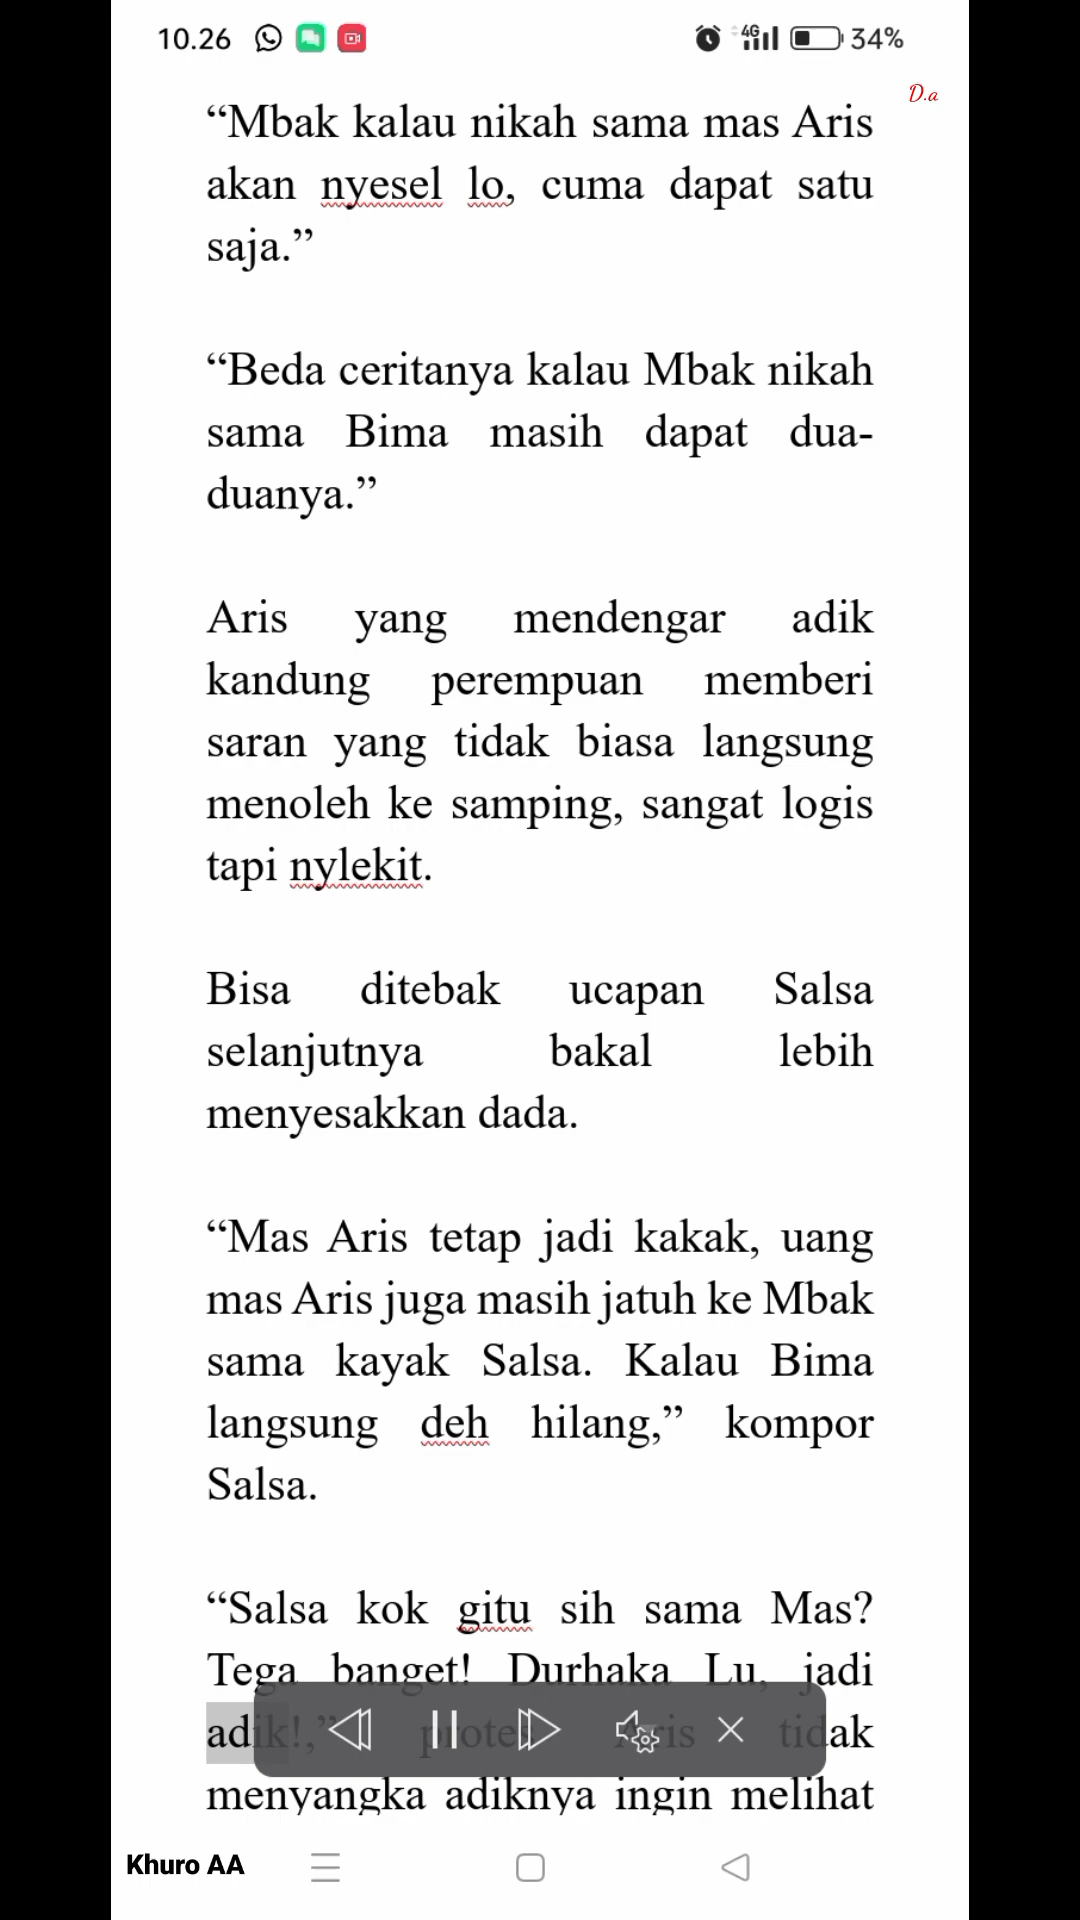 10.26
4G
34%
D.a
“Mbak kalau nikah sama mas Aris
akan nyesel lo, cuma dapat satu
saja.”
“Beda ceritanya kalau Mbak nikah
sama Bima masih dapat dua-
duanya.”
Aris yang mendengar adik
kandung perempuan memberi
saran yang tidak biasa langsung
menoleh ke samping, sangat logis
tapi nylekit.
Bisa ditebak ucapan Salsa
selanjutnya bakal lebih
menyesakkan dada.
“Mas Aris tetap jadi kakak, uang
mas Aris juga masih jatuh ke Mbak
sama kayak Salsa. Kalau Bima
langsung deh hilang,” kompor
Salsa.
“Salsa kok gitu sih sama Mas?
Tega banget! Durhaka Lu, jadi
adik!,” protes Aris tidak
menyangka adiknya ingin melihat
Khuro AA